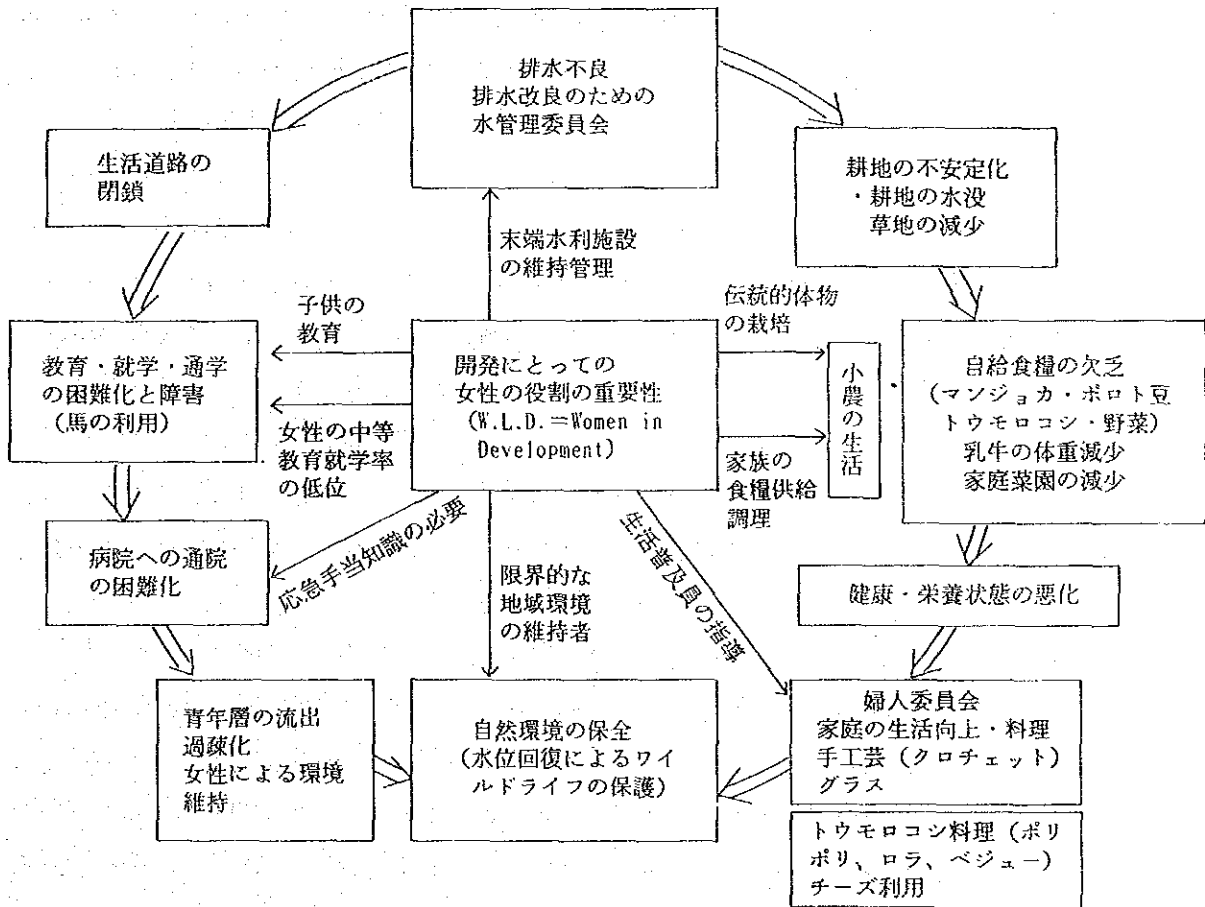 排水不良
排水改良のための
水管理委員会
生活道路の
閉鎖
耕地の不安定化
・耕地の水没
草地の減少
末端水利施設
の維持管理
子供の
教育
伝統的体物
の栽培
教育・就学・通学
の困難化と障害
(馬の利用)
開発にとっての
女性の役割の重要性
(W.L.D.=Women in
Development)
小農の生活
自給食糧の欠乏
(マンジョカ・ポロト豆
トウモロコシ・野菜)
乳牛の体重減少
家庭菜園の減少
女性の中等
教育就学率
の低位
家族の
食糧供給
調理
病院への通院
の困難化
応急手当知識の必要
限界的な
地域環境
の維持者
生活普及員の指導
健康・栄養状態の悪化
青年層の流出
過疎化
女性による環境
維持
自然環境の保全
(水位回復によるワイ
ルドライフの保護)
婦人委員会
家庭の生活向上・料理
手工芸(クロチェット)
グラス
トウモロコシ料理(ポリ
ポリ、ロラ、ベジュー)
チーズ利用